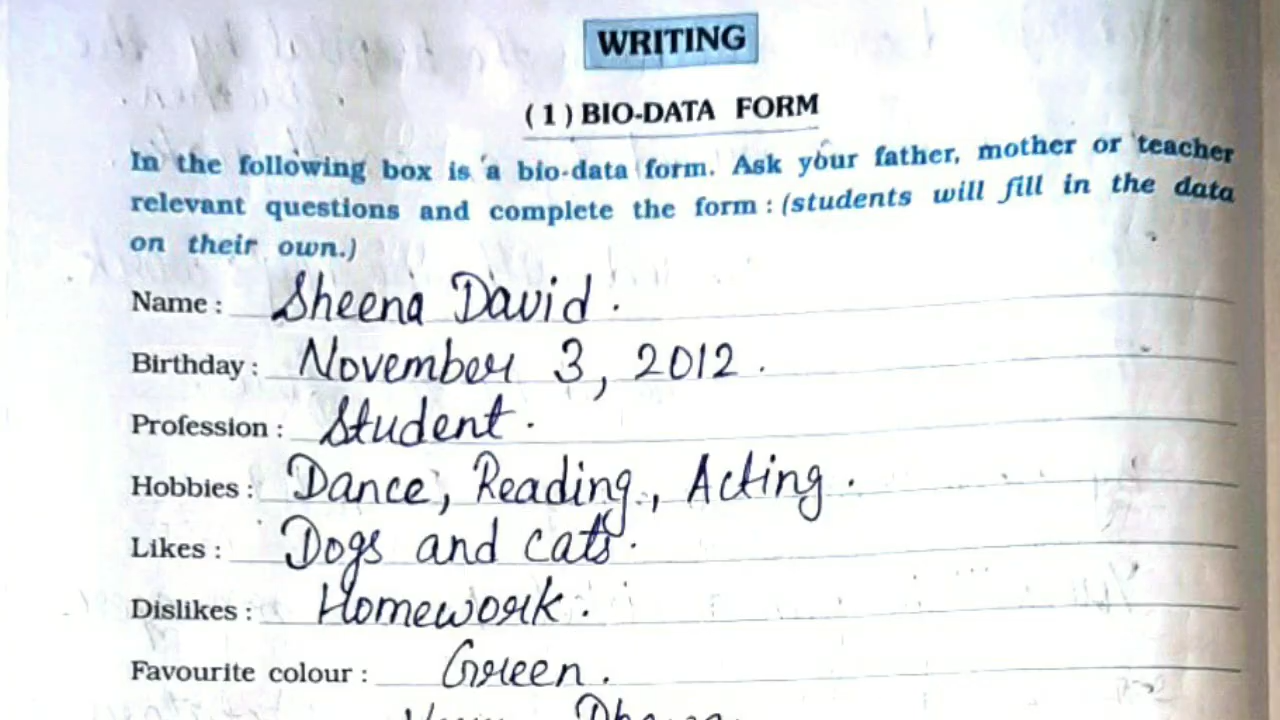 WRITING
( 1 ) BIO-DATA FORM
In the following box is a bio-data form. Ask your father, mother or teacher
relevant questions and complete the form : (students will fill in the data
on their own.)
Name : Sheena David .
Birthday : November 3, 2012 .
Profession : Student .
Hobbies : Dance, Reading, Acting .
Likes : Dogs and cats .
Dislikes : Homework .
Favourite colour : Green .